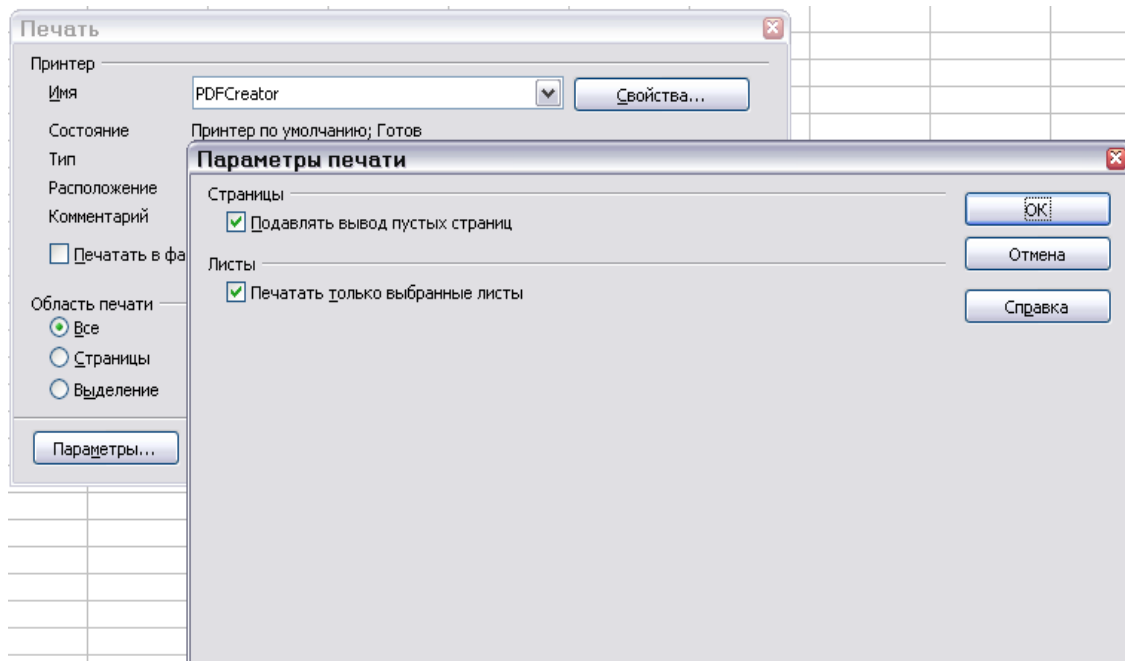 Печать
Принтер
Имя
PDFCreator
Свойства...
Состояние
Принтер по умолчанию; Готов
Тип
Расположение
Комментарий
Печатать в фа
Область печати
Все
Страницы
Выделение
Параметры...
Параметры печати
Страницы
Подавлять вывод пустых страниц
Листы
Печатать только выбранные листы
OK
Отмена
Справка